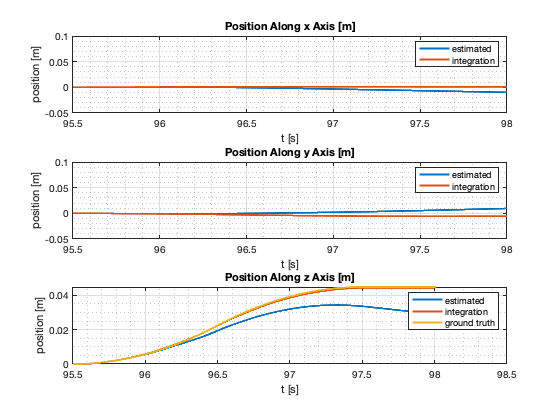 Position Along x Axis [m]
0.1
0.05
0
-0.05
position [m]
estimated
integration
95.5 96 96.5 97 97.5 98
t [s]
Position Along y Axis [m]
0.1
0.05
0
-0.05
position [m]
estimated
integration
95.5 96 96.5 97 97.5 98
t [s]
Position Along z Axis [m]
0.04
0.02
0
position [m]
estimated
integration
ground truth
95.5 96 96.5 97 97.5 98 98.5
t [s]